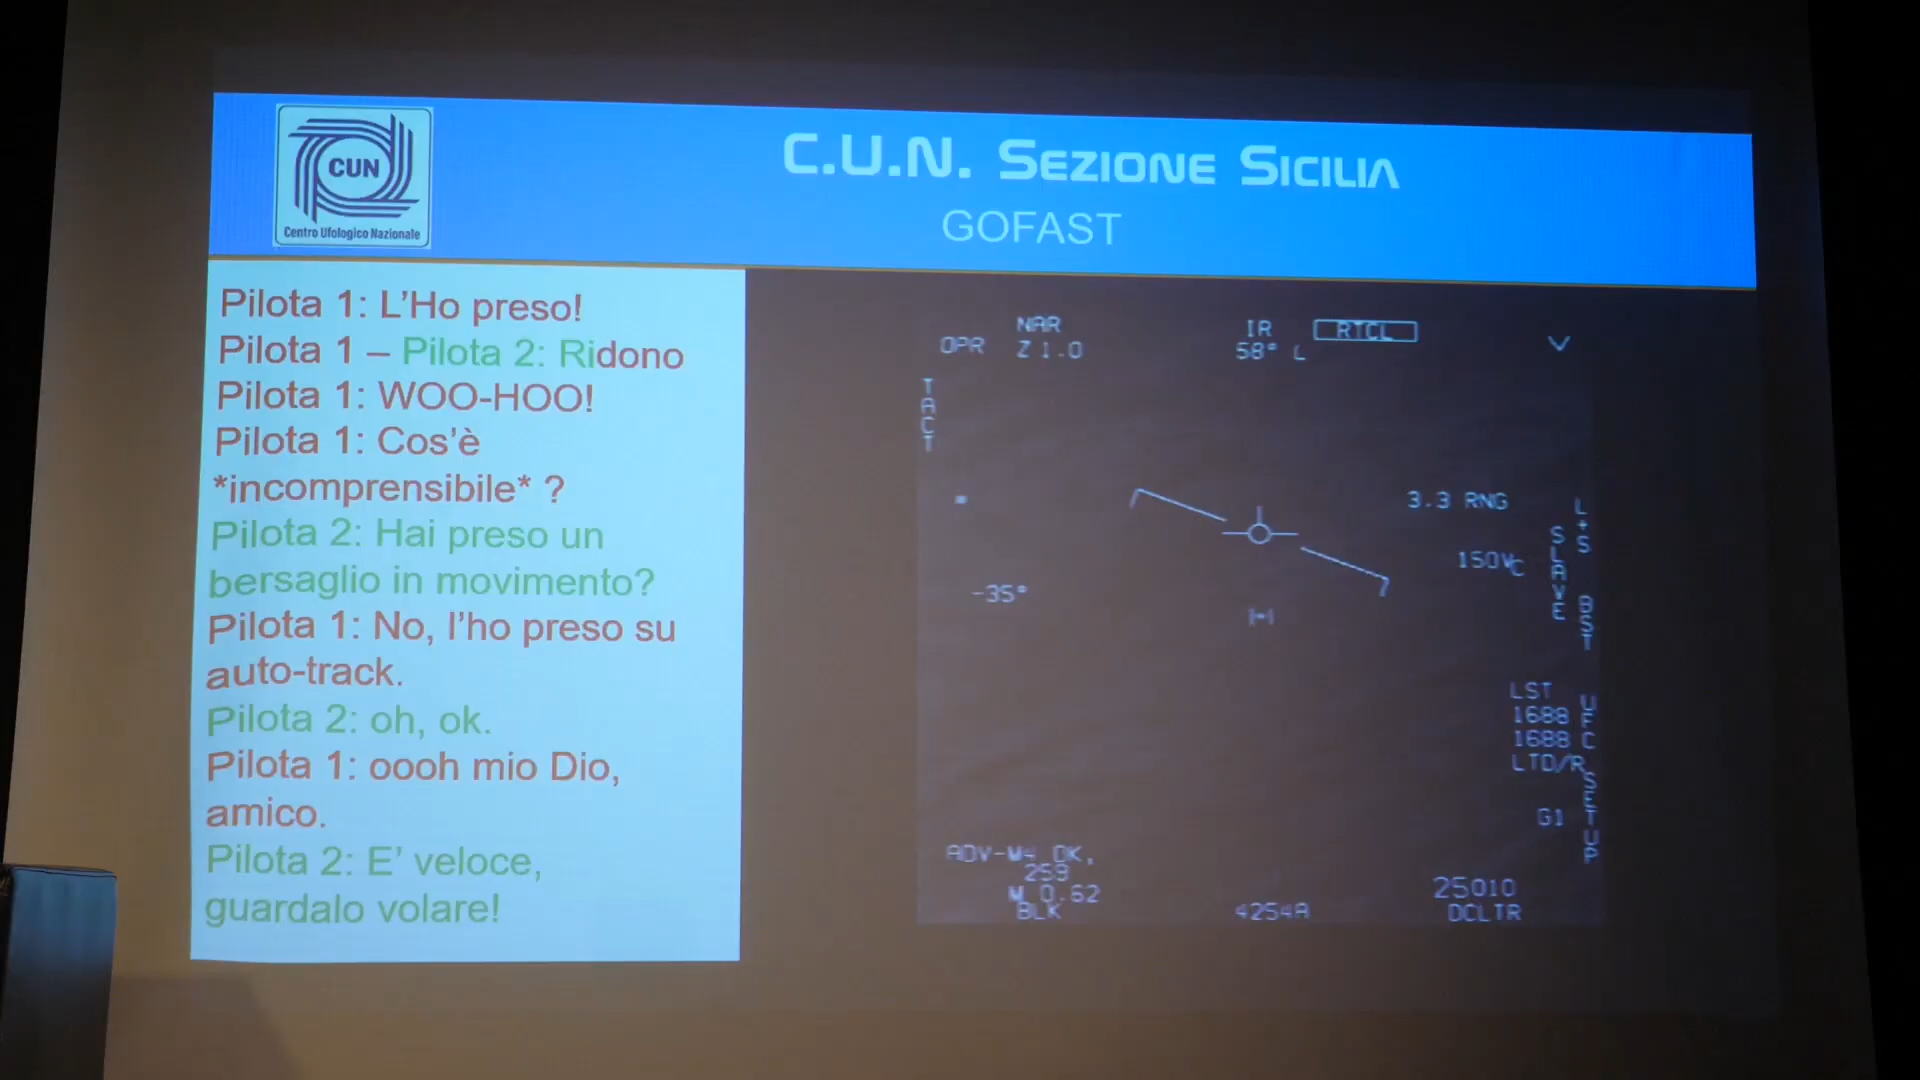 CUN
Centro Ufologico Nazionale
C.U.N. Sezione Sicilia
GOFAST
Pilota 1: L'Ho preso!
Pilota 1 – Pilota 2: Ridono
Pilota 1: WOO-HOO!
Pilota 1: Cos'è
*incomprensibile* ?
Pilota 2: Hai preso un
bersaglio in movimento?
Pilota 1: No, l'ho preso su
auto-track.
Pilota 2: oh, ok.
Pilota 1: oooh mio Dio,
amico.
Pilota 2: E' veloce,
guardalo volare!
NAR
OPR Z 1.0
IR
58° L
RTCL
TACT
-35°
3.3 RNG
150Vc
L+S
SLAVE
BST
LST
1688
1688
LTD/R
UFC
SETUP
G1
ADV-M4 OK,
259
M 0.62
BLK
4254A
25010
DCLTR